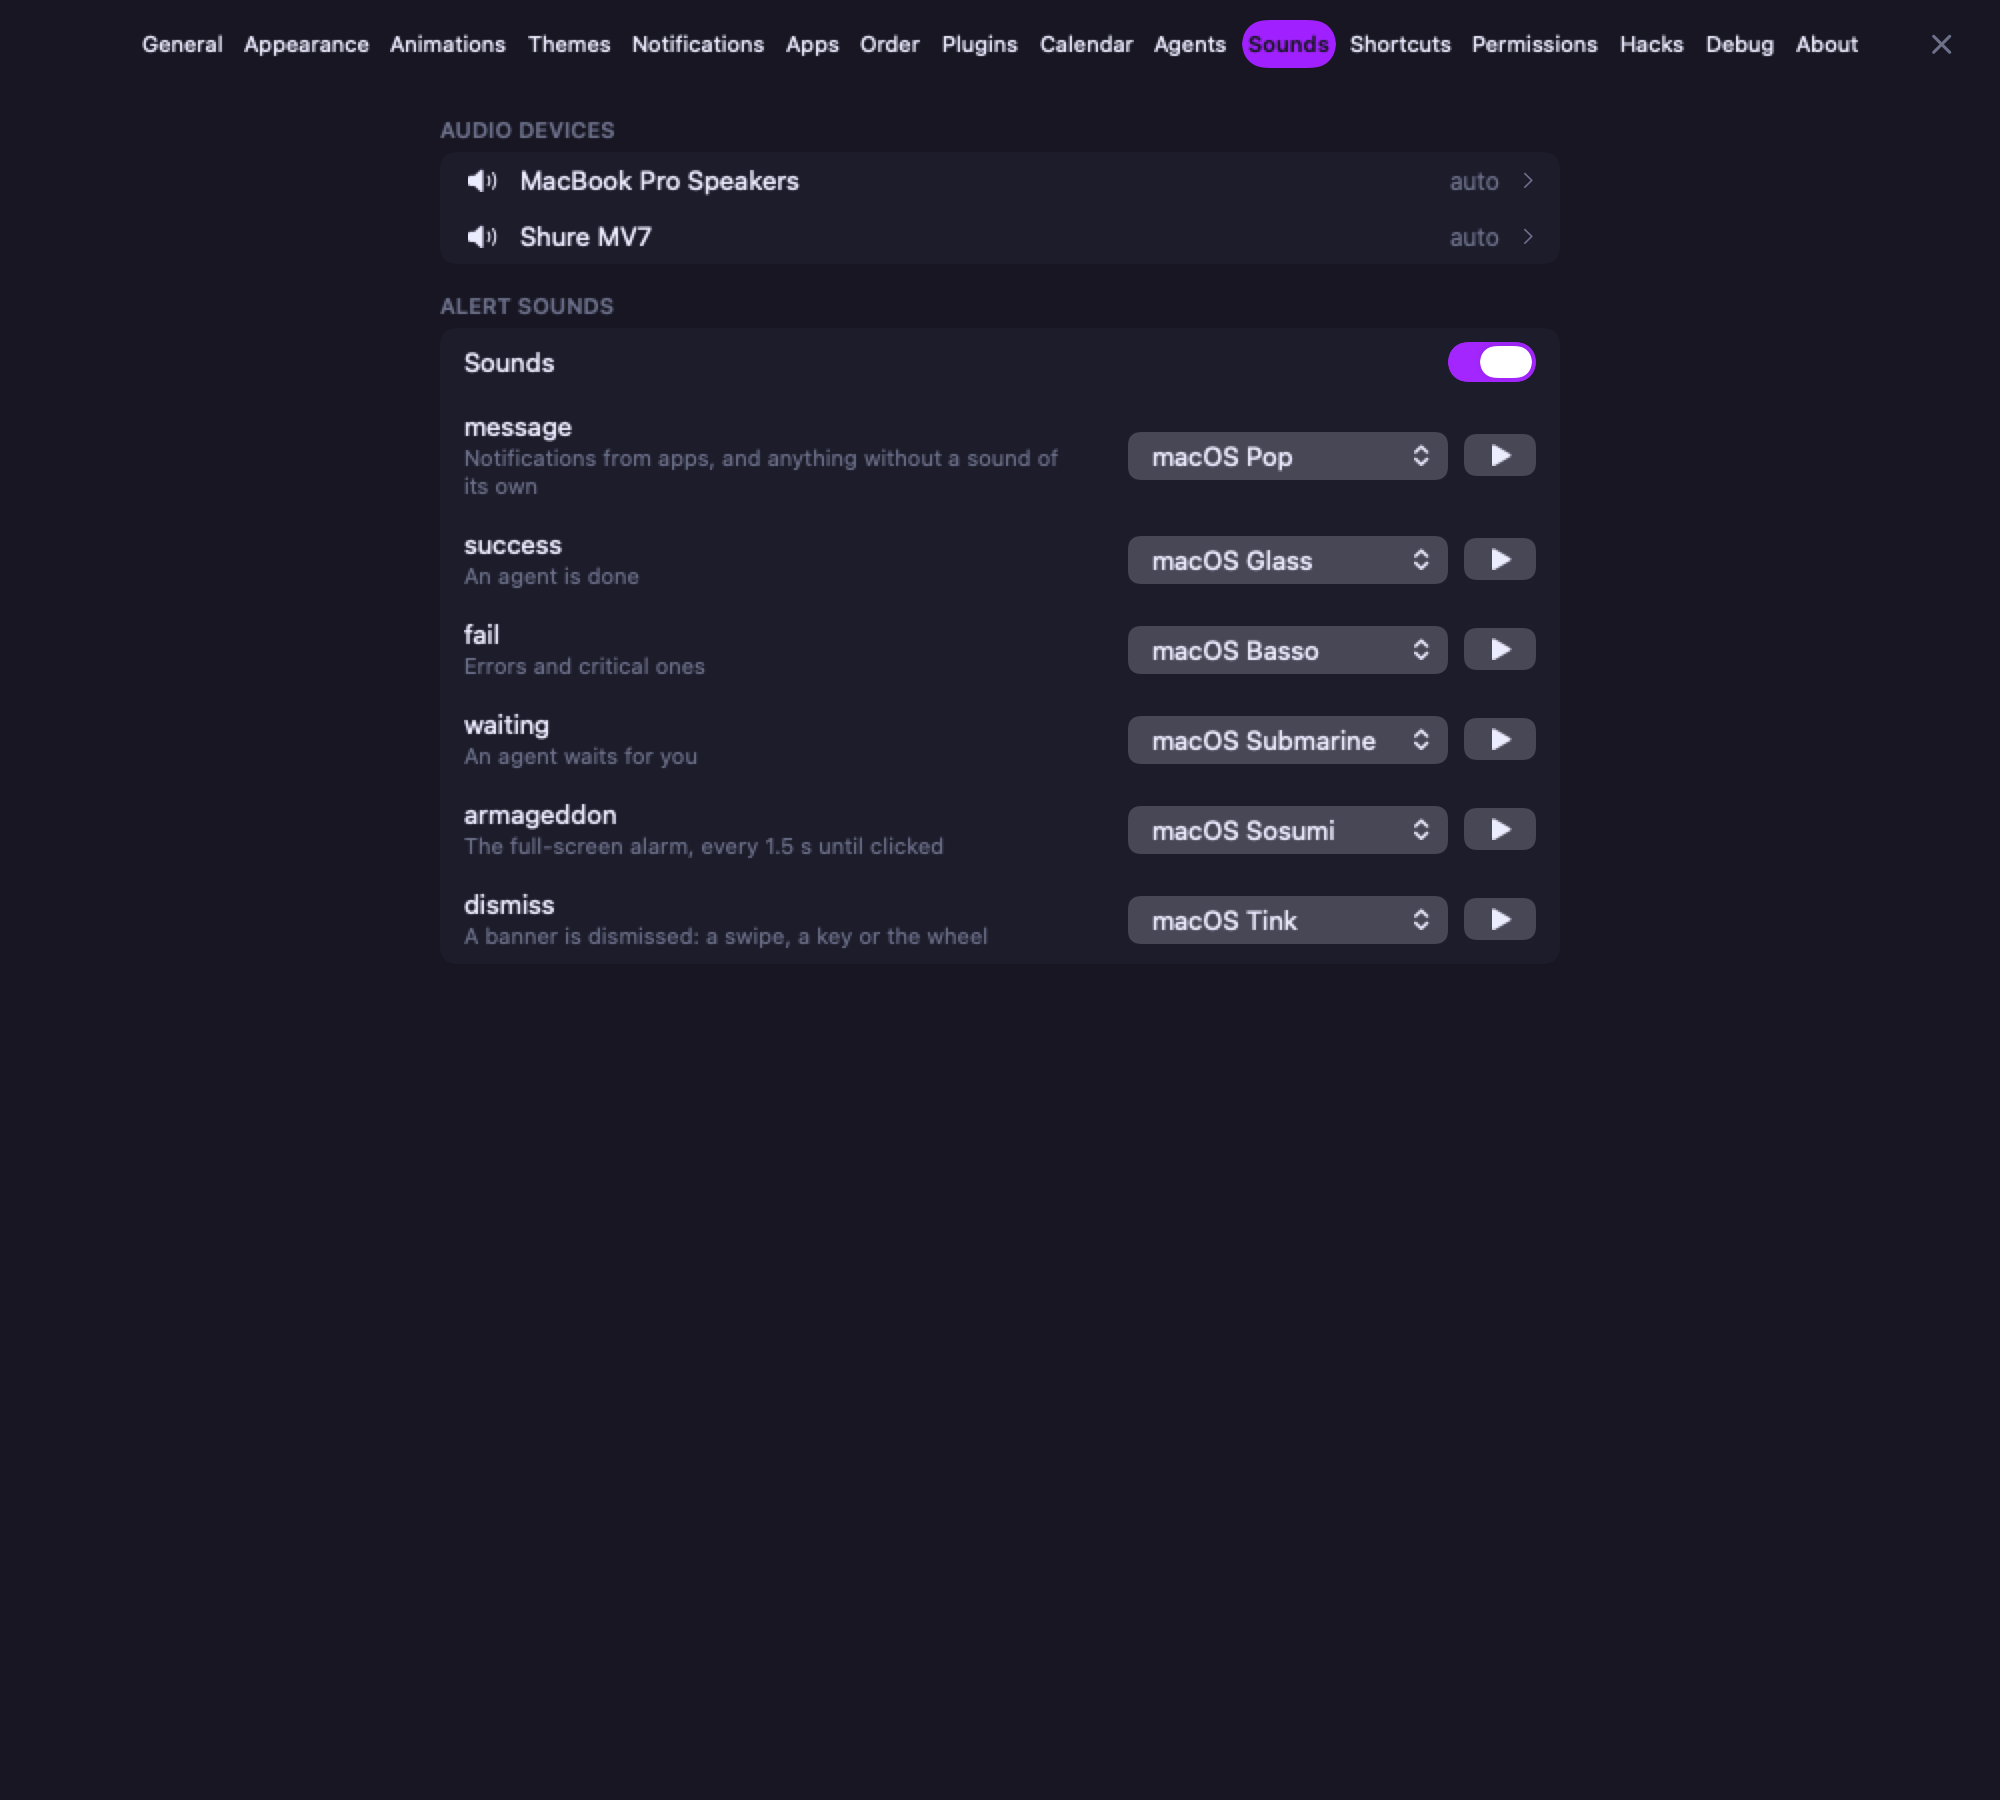 General Appearance Animations Themes Notifications Apps Order Plugins Calendar Agents Sounds Shortcuts Permissions Hacks Debug About
AUDIO DEVICES
MacBook Pro Speakers auto
Shure MV7 auto
ALERT SOUNDS
Sounds
message
Notifications from apps, and anything without a sound of
its own
macOS Pop
success
An agent is done
macOS Glass
fail
Errors and critical ones
macOS Basso
waiting
An agent waits for you
macOS Submarine
armageddon
The full-screen alarm, every 1.5 s until clicked
macOS Sosumi
dismiss
A banner is dismissed: a swipe, a key or the wheel
macOS Tink